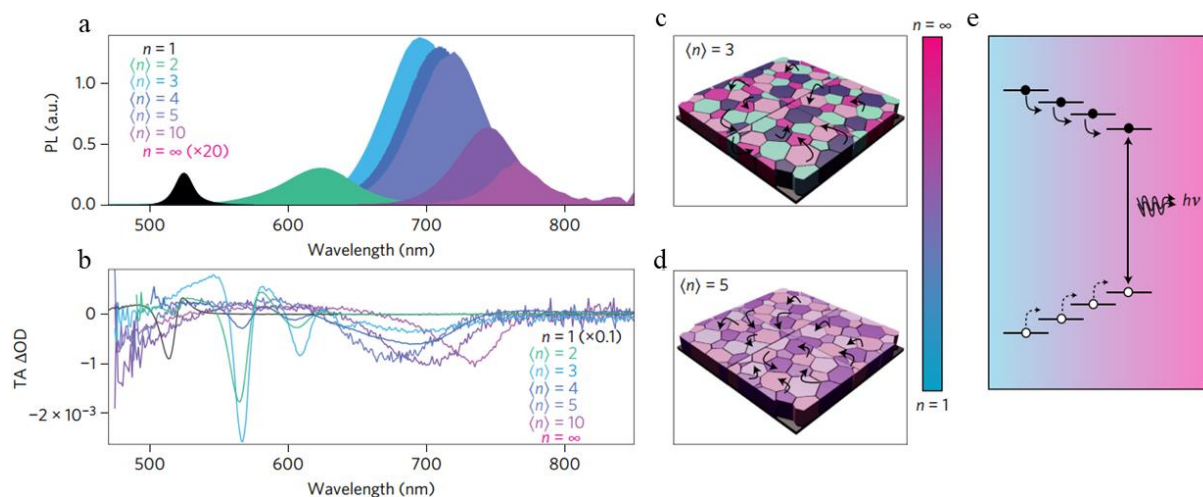 a
n = 1
⟨n⟩ = 2
⟨n⟩ = 3
⟨n⟩ = 4
⟨n⟩ = 5
⟨n⟩ = 10
n = ∞ (×20)
PL (a.u.)
1.0
0.5
0.0
500 600 700 800
Wavelength (nm)
b
TA ΔOD
0
−1
−2 × 10⁻³
n = 1 (×0.1)
⟨n⟩ = 2
⟨n⟩ = 3
⟨n⟩ = 4
⟨n⟩ = 5
⟨n⟩ = 10
n = ∞
500 600 700 800
Wavelength (nm)
c
⟨n⟩ = 3
d
⟨n⟩ = 5
n = ∞
n = 1
e
hν